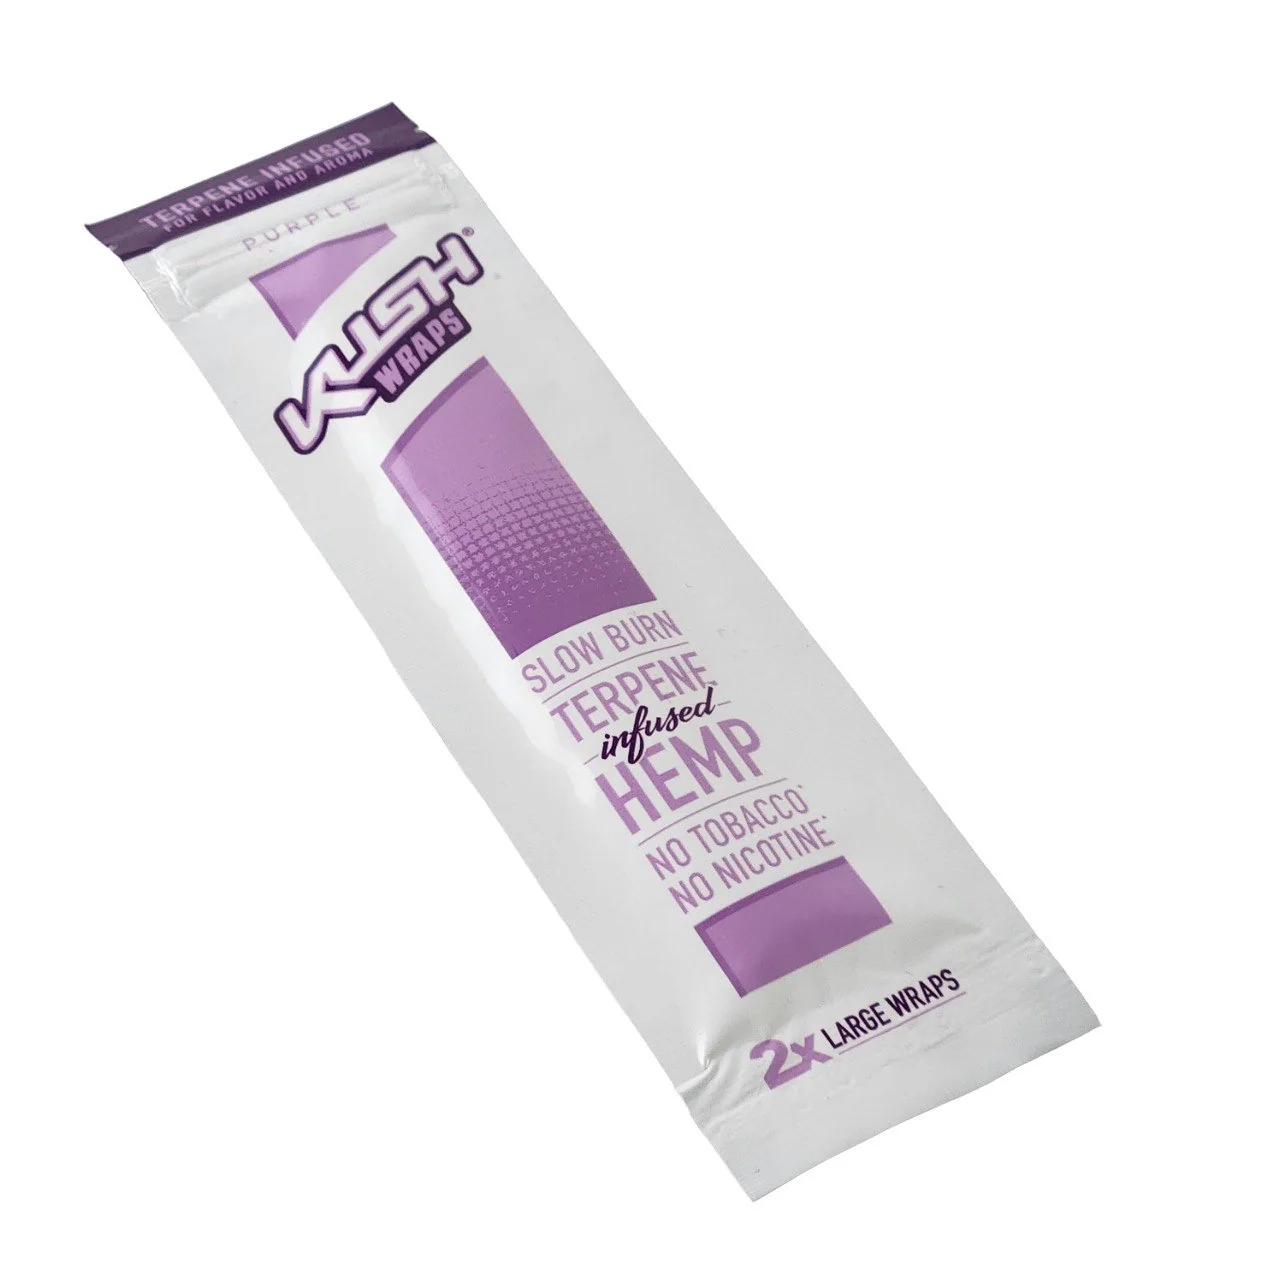 TERPENE INFUSED
FOR FLAVOR AND AROMA
PURPLE
KUSH®
WRAPS
SLOW BURN
TERPENE
infused
HEMP
NO TOBACCO*
NO NICOTINE*
2x LARGE WRAPS